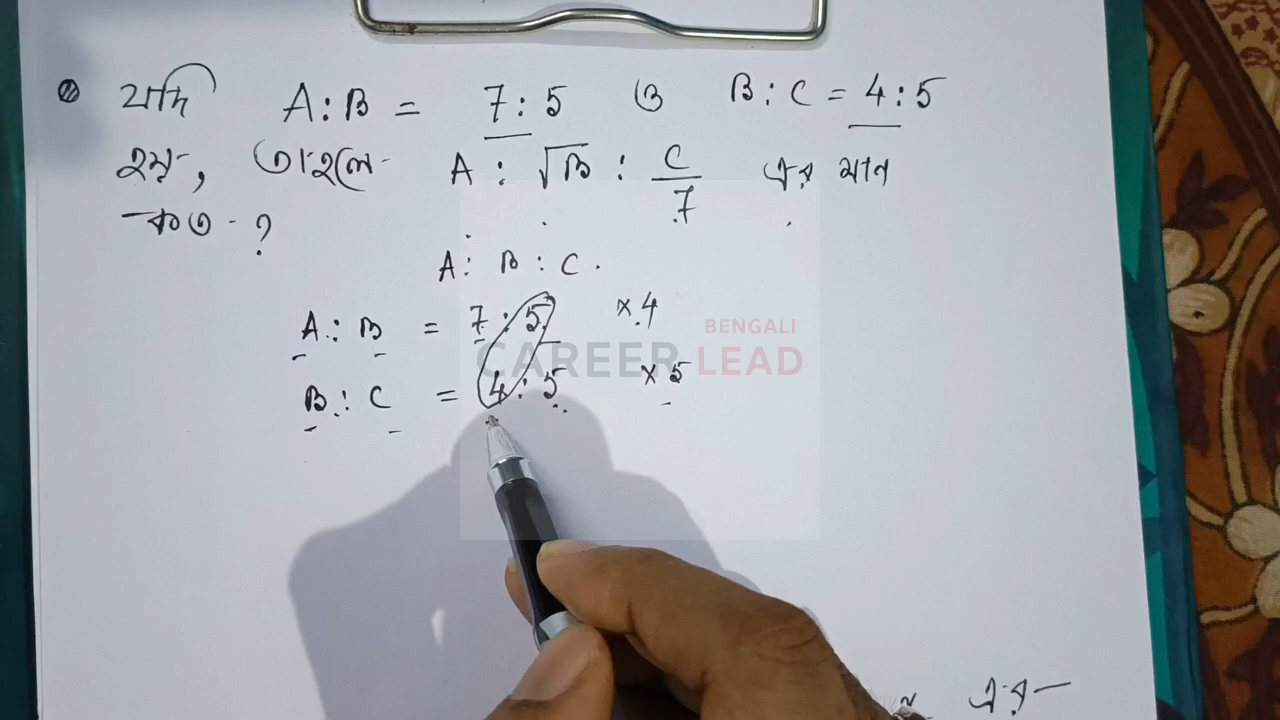 যদি A : B = 7 : 5 ও B : C = 4 : 5
হয়, তাহলে A : √B : C/7 এর মান
কত ?
A : B : C
A : B = 7 : 5 × 4
B : C = 4 : 5 × 5
BENGALI
CAREER LEAD
এর